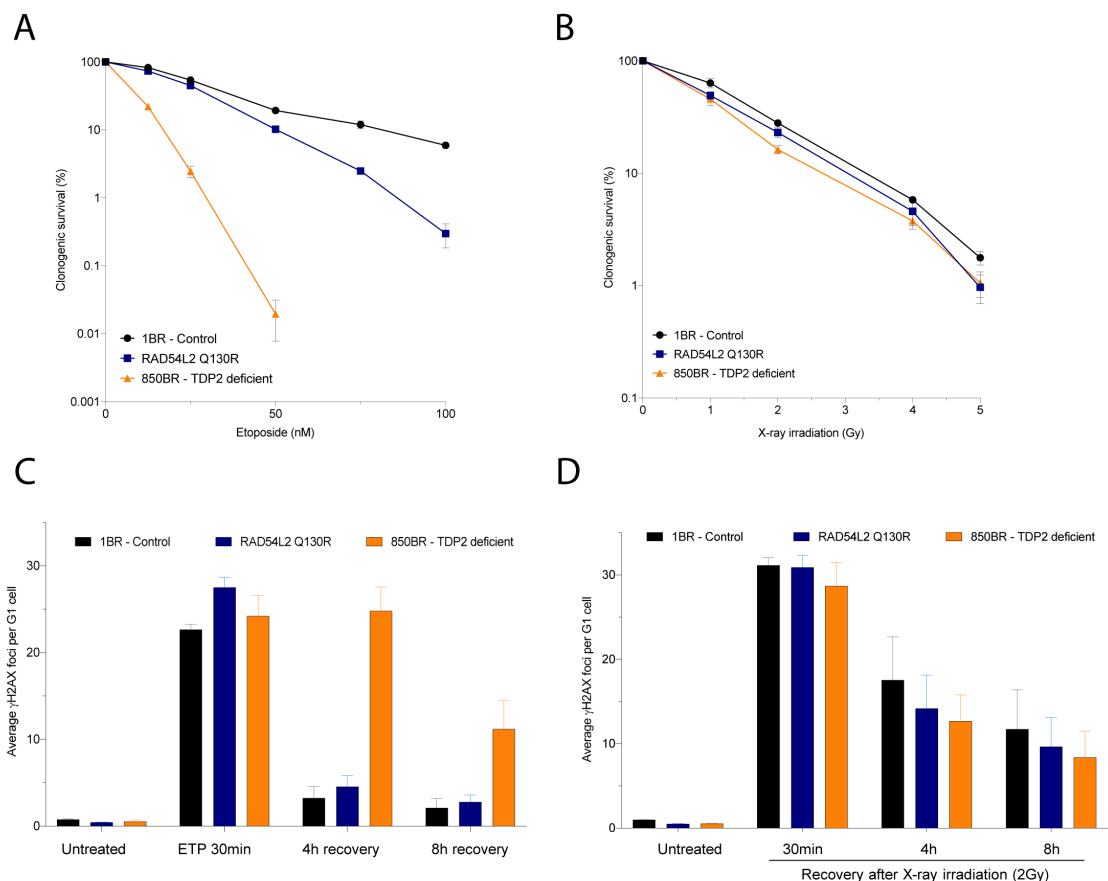 A
Clonogenic survival (%)
100
10
1
0.1
0.01
0.001
1BR - Control
RAD54L2 Q130R
850BR - TDP2 deficient
0
50
100
Etoposide (nM)
B
Clonogenic survival (%)
100
10
1
0.1
1BR - Control
RAD54L2 Q130R
850BR - TDP2 deficient
0
1
2
3
4
5
X-ray irradiation (Gy)
C
Average γH2AX foci per G1 cell
30
20
10
0
1BR - Control
RAD54L2 Q130R
850BR - TDP2 deficient
Untreated
ETP 30min
4h recovery
8h recovery
D
Average γH2AX foci per G1 cell
30
20
10
0
1BR - Control
RAD54L2 Q130R
850BR - TDP2 deficient
Untreated
30min
4h
8h
Recovery after X-ray irradiation (2Gy)